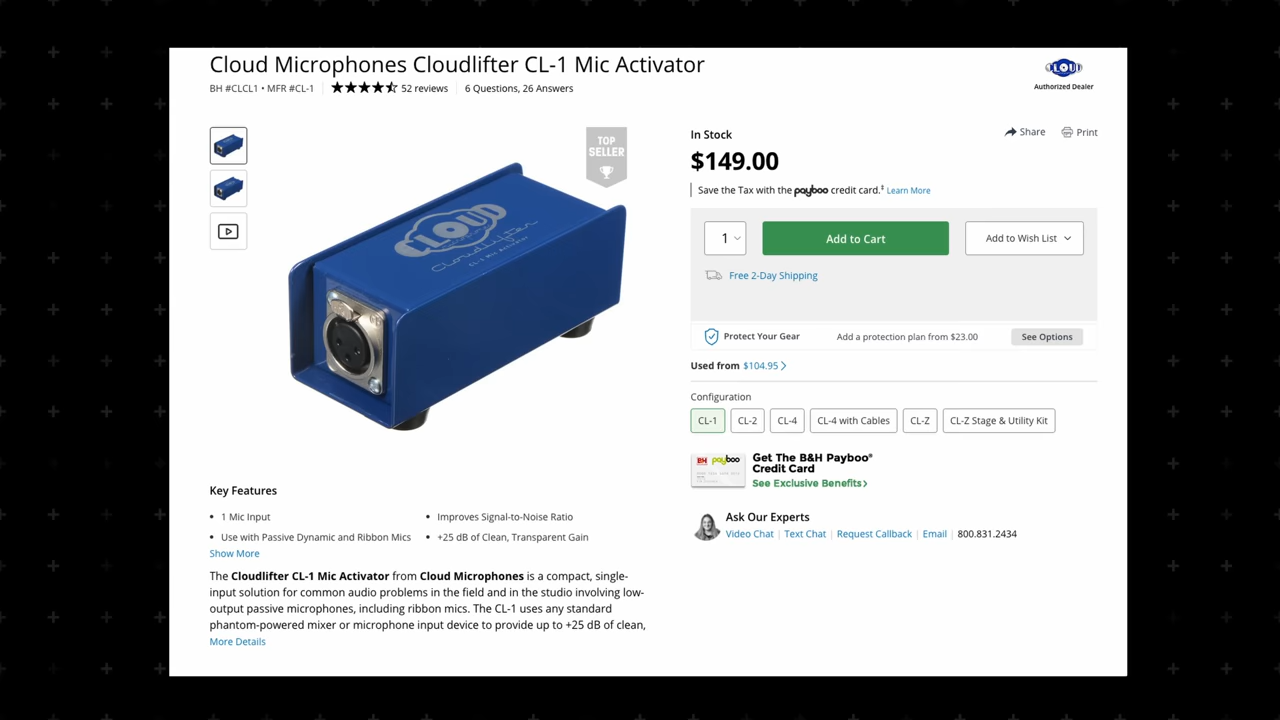 Cloud Microphones Cloudlifter CL-1 Mic Activator
BH #CLCL1 • MFR #CL-1
52 reviews
6 Questions, 26 Answers
CLOUD
Authorized Dealer
TOP
SELLER
CLOUD
Cloudlifter
CL-1 Mic Activator
In Stock
Share
Print
$149.00
Save the Tax with the payboo credit card.‡ Learn More
1
Add to Cart
Add to Wish List
Free 2-Day Shipping
Protect Your Gear
Add a protection plan from $23.00
See Options
Used from $104.95
Configuration
CL-1
CL-2
CL-4
CL-4 with Cables
CL-Z
CL-Z Stage & Utility Kit
BH payboo
Get The B&H Payboo®
Credit Card
See Exclusive Benefits
Ask Our Experts
Video Chat | Text Chat | Request Callback | Email | 800.831.2434
Key Features
• 1 Mic Input
• Improves Signal-to-Noise Ratio
• Use with Passive Dynamic and Ribbon Mics
• +25 dB of Clean, Transparent Gain
Show More
The Cloudlifter CL-1 Mic Activator from Cloud Microphones is a compact, single-
input solution for common audio problems in the field and in the studio involving low-
output passive microphones, including ribbon mics. The CL-1 uses any standard
phantom-powered mixer or microphone input device to provide up to +25 dB of clean,
More Details